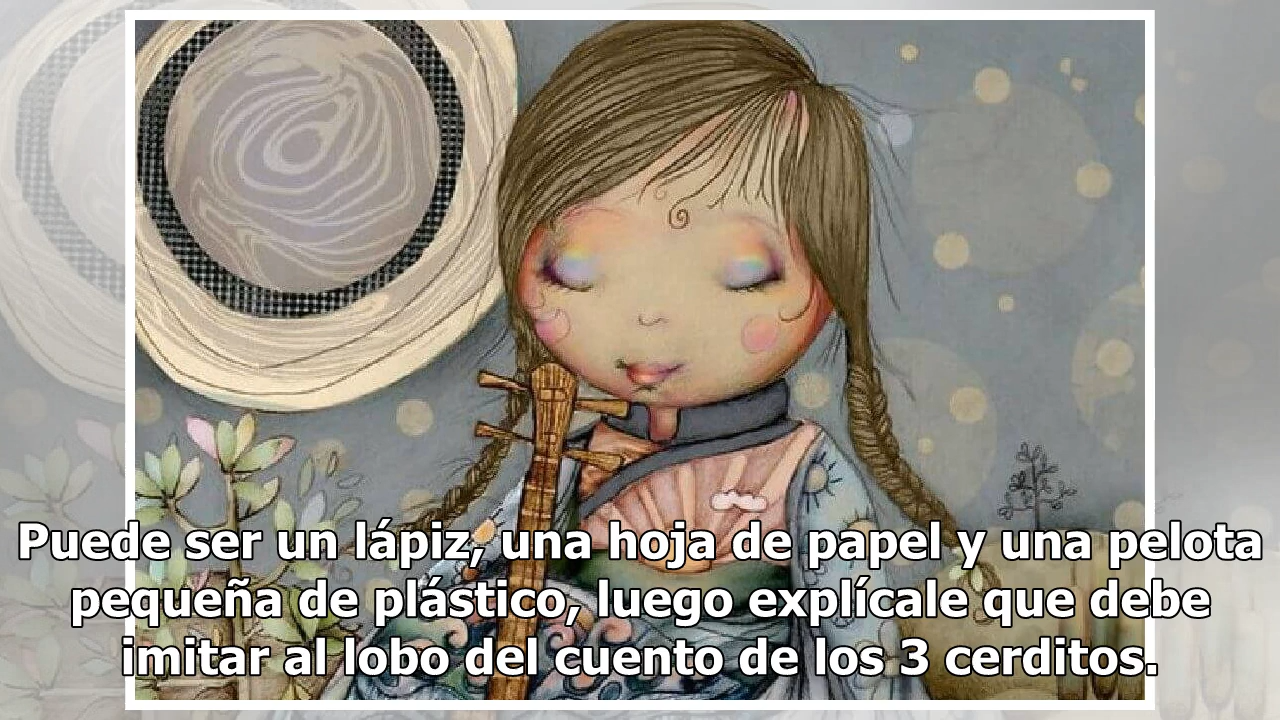 Puede ser un lápiz, una hoja de papel y una pelota
pequeña de plástico, luego explícale que debe
imitar al lobo del cuento de los 3 cerditos.